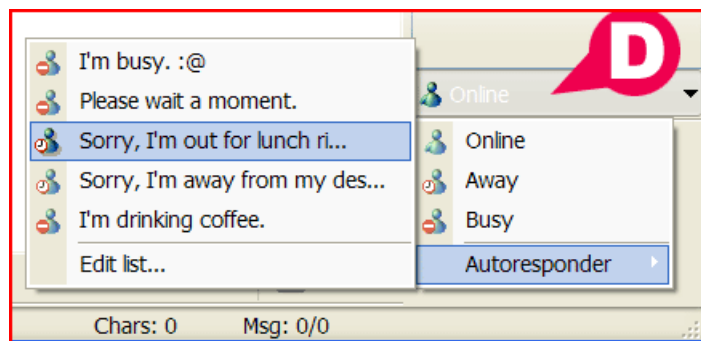 D
I'm busy. :@
Please wait a moment.
Sorry, I'm out for lunch ri...
Sorry, I'm away from my des...
I'm drinking coffee.
Edit list...
Online
Online
Away
Busy
Autoresponder
Chars: 0 Msg: 0/0